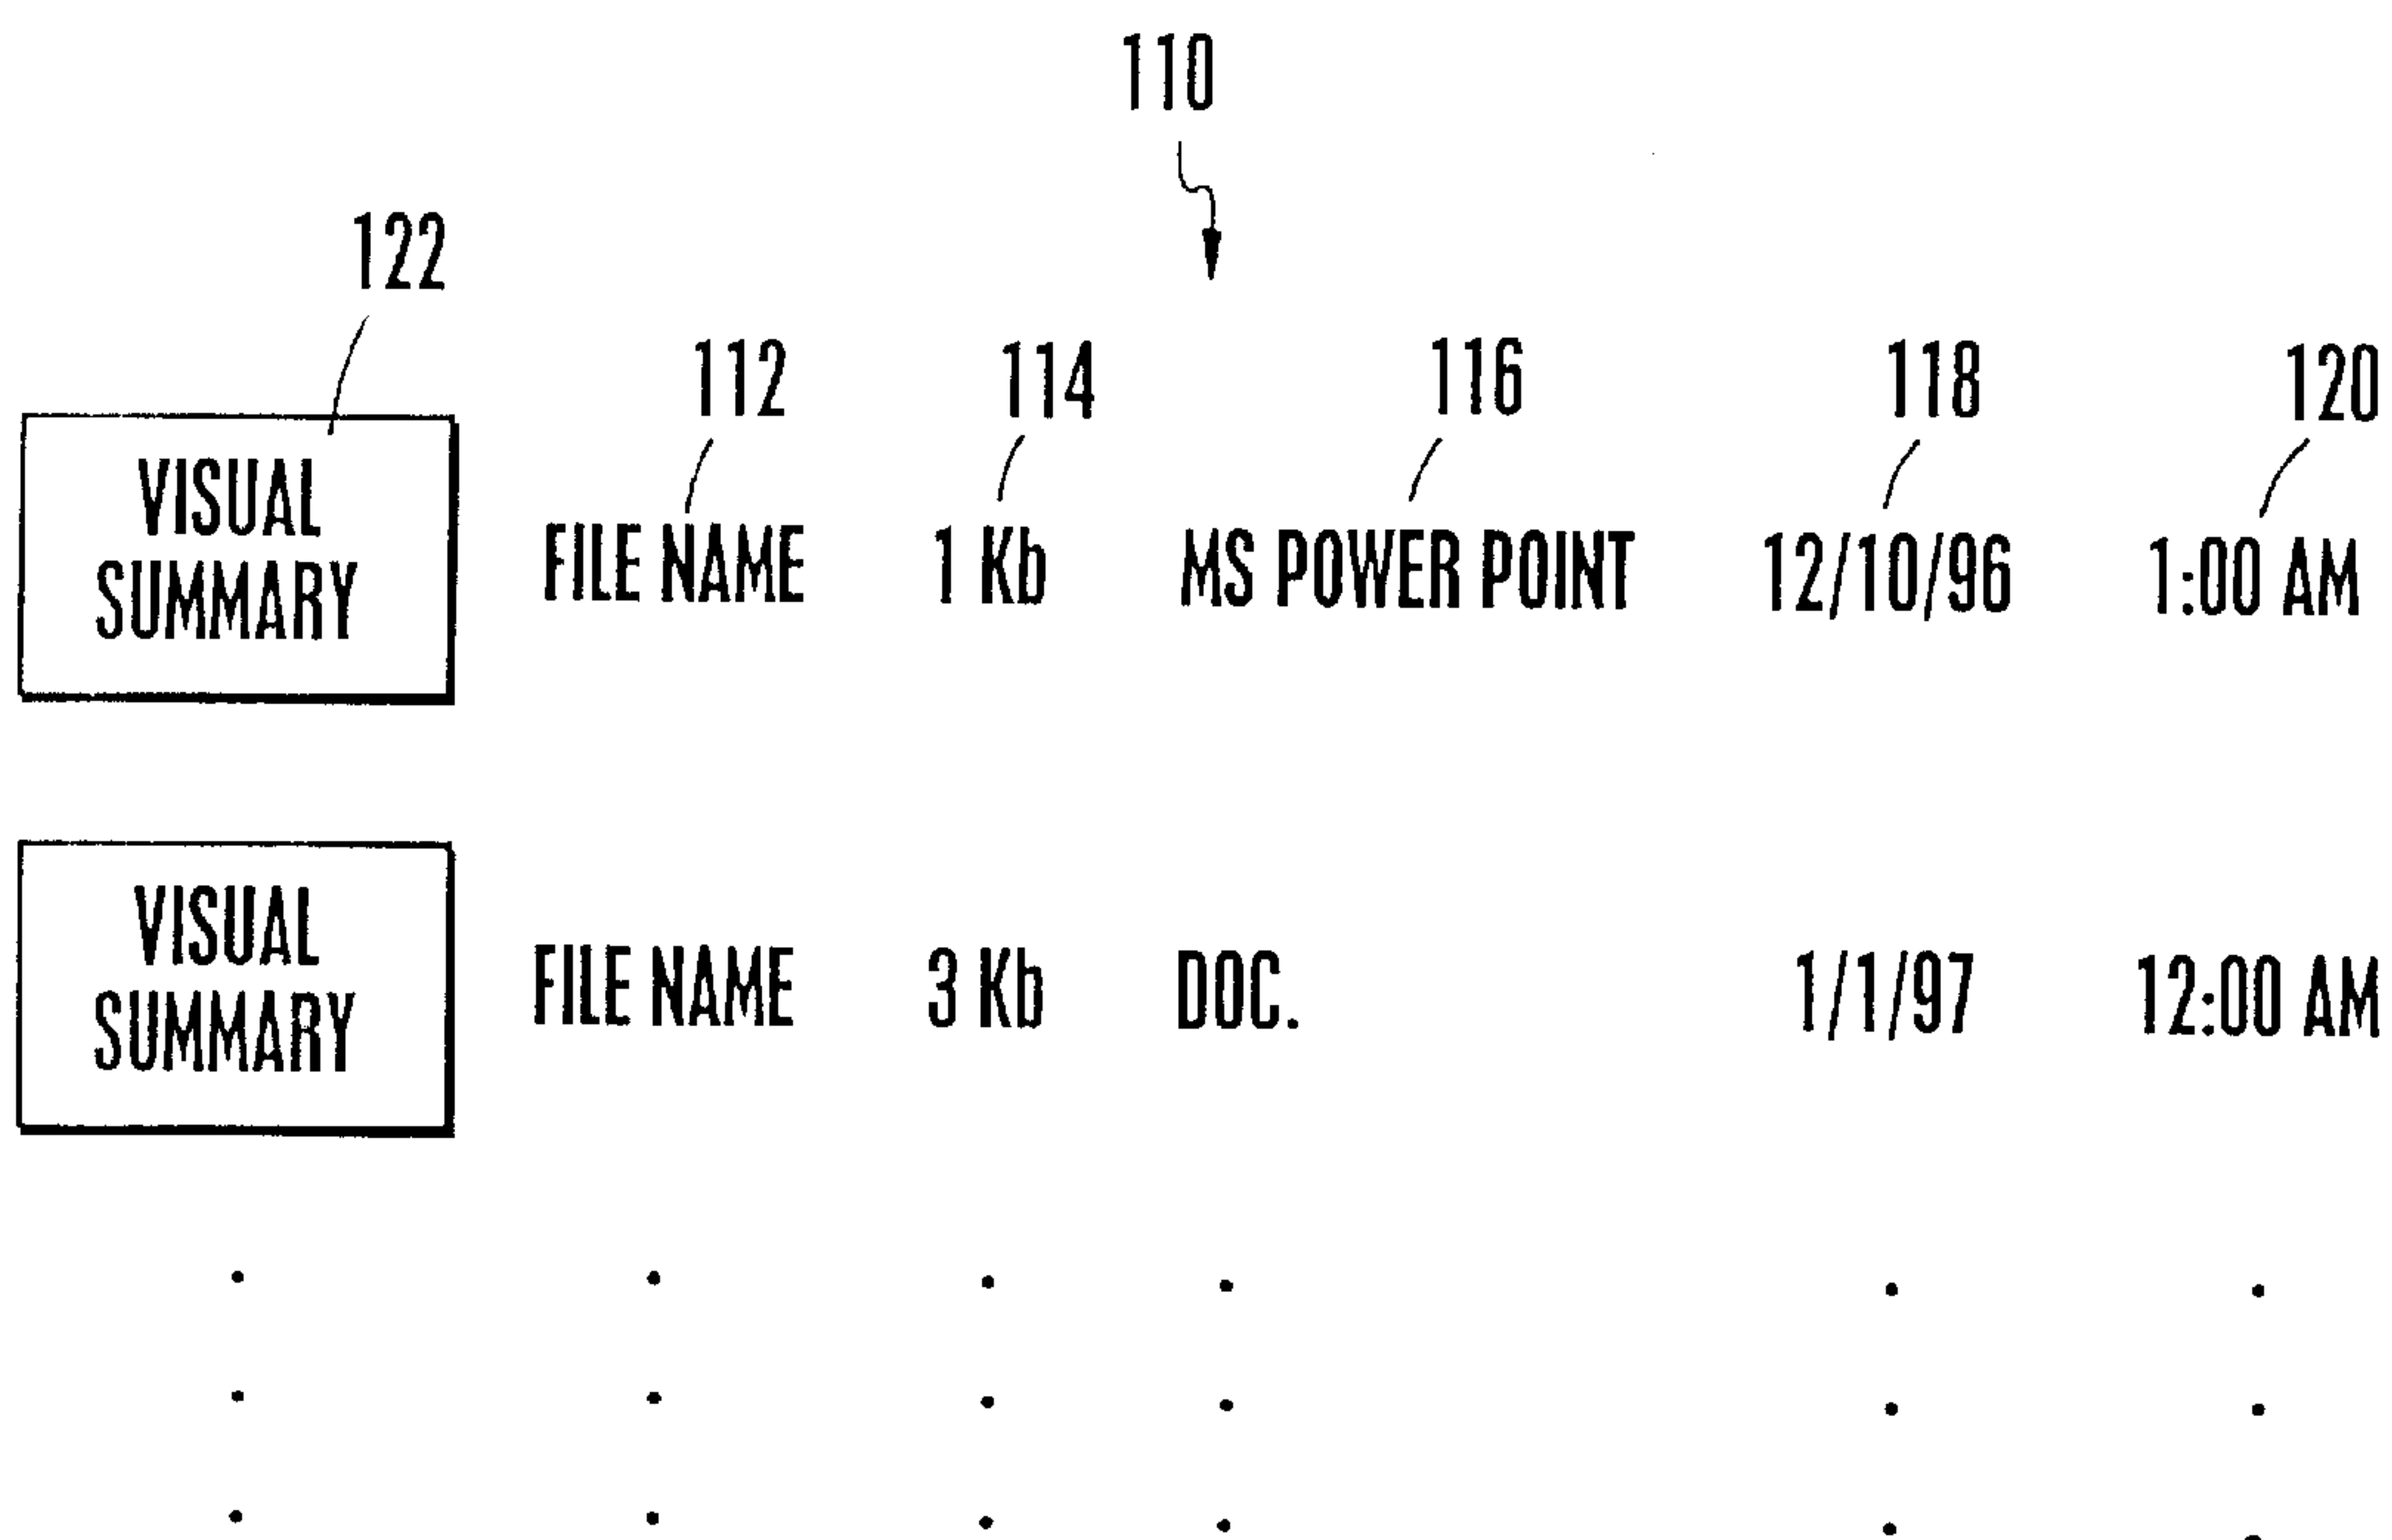 110
122
112 114 116 118 120
VISUAL
SUMMARY
FILE NAME 1 Kb MS POWER POINT 12/10/96 1:00 AM
VISUAL
SUMMARY
FILE NAME 3 Kb DOC. 1/1/97 12:00 AM